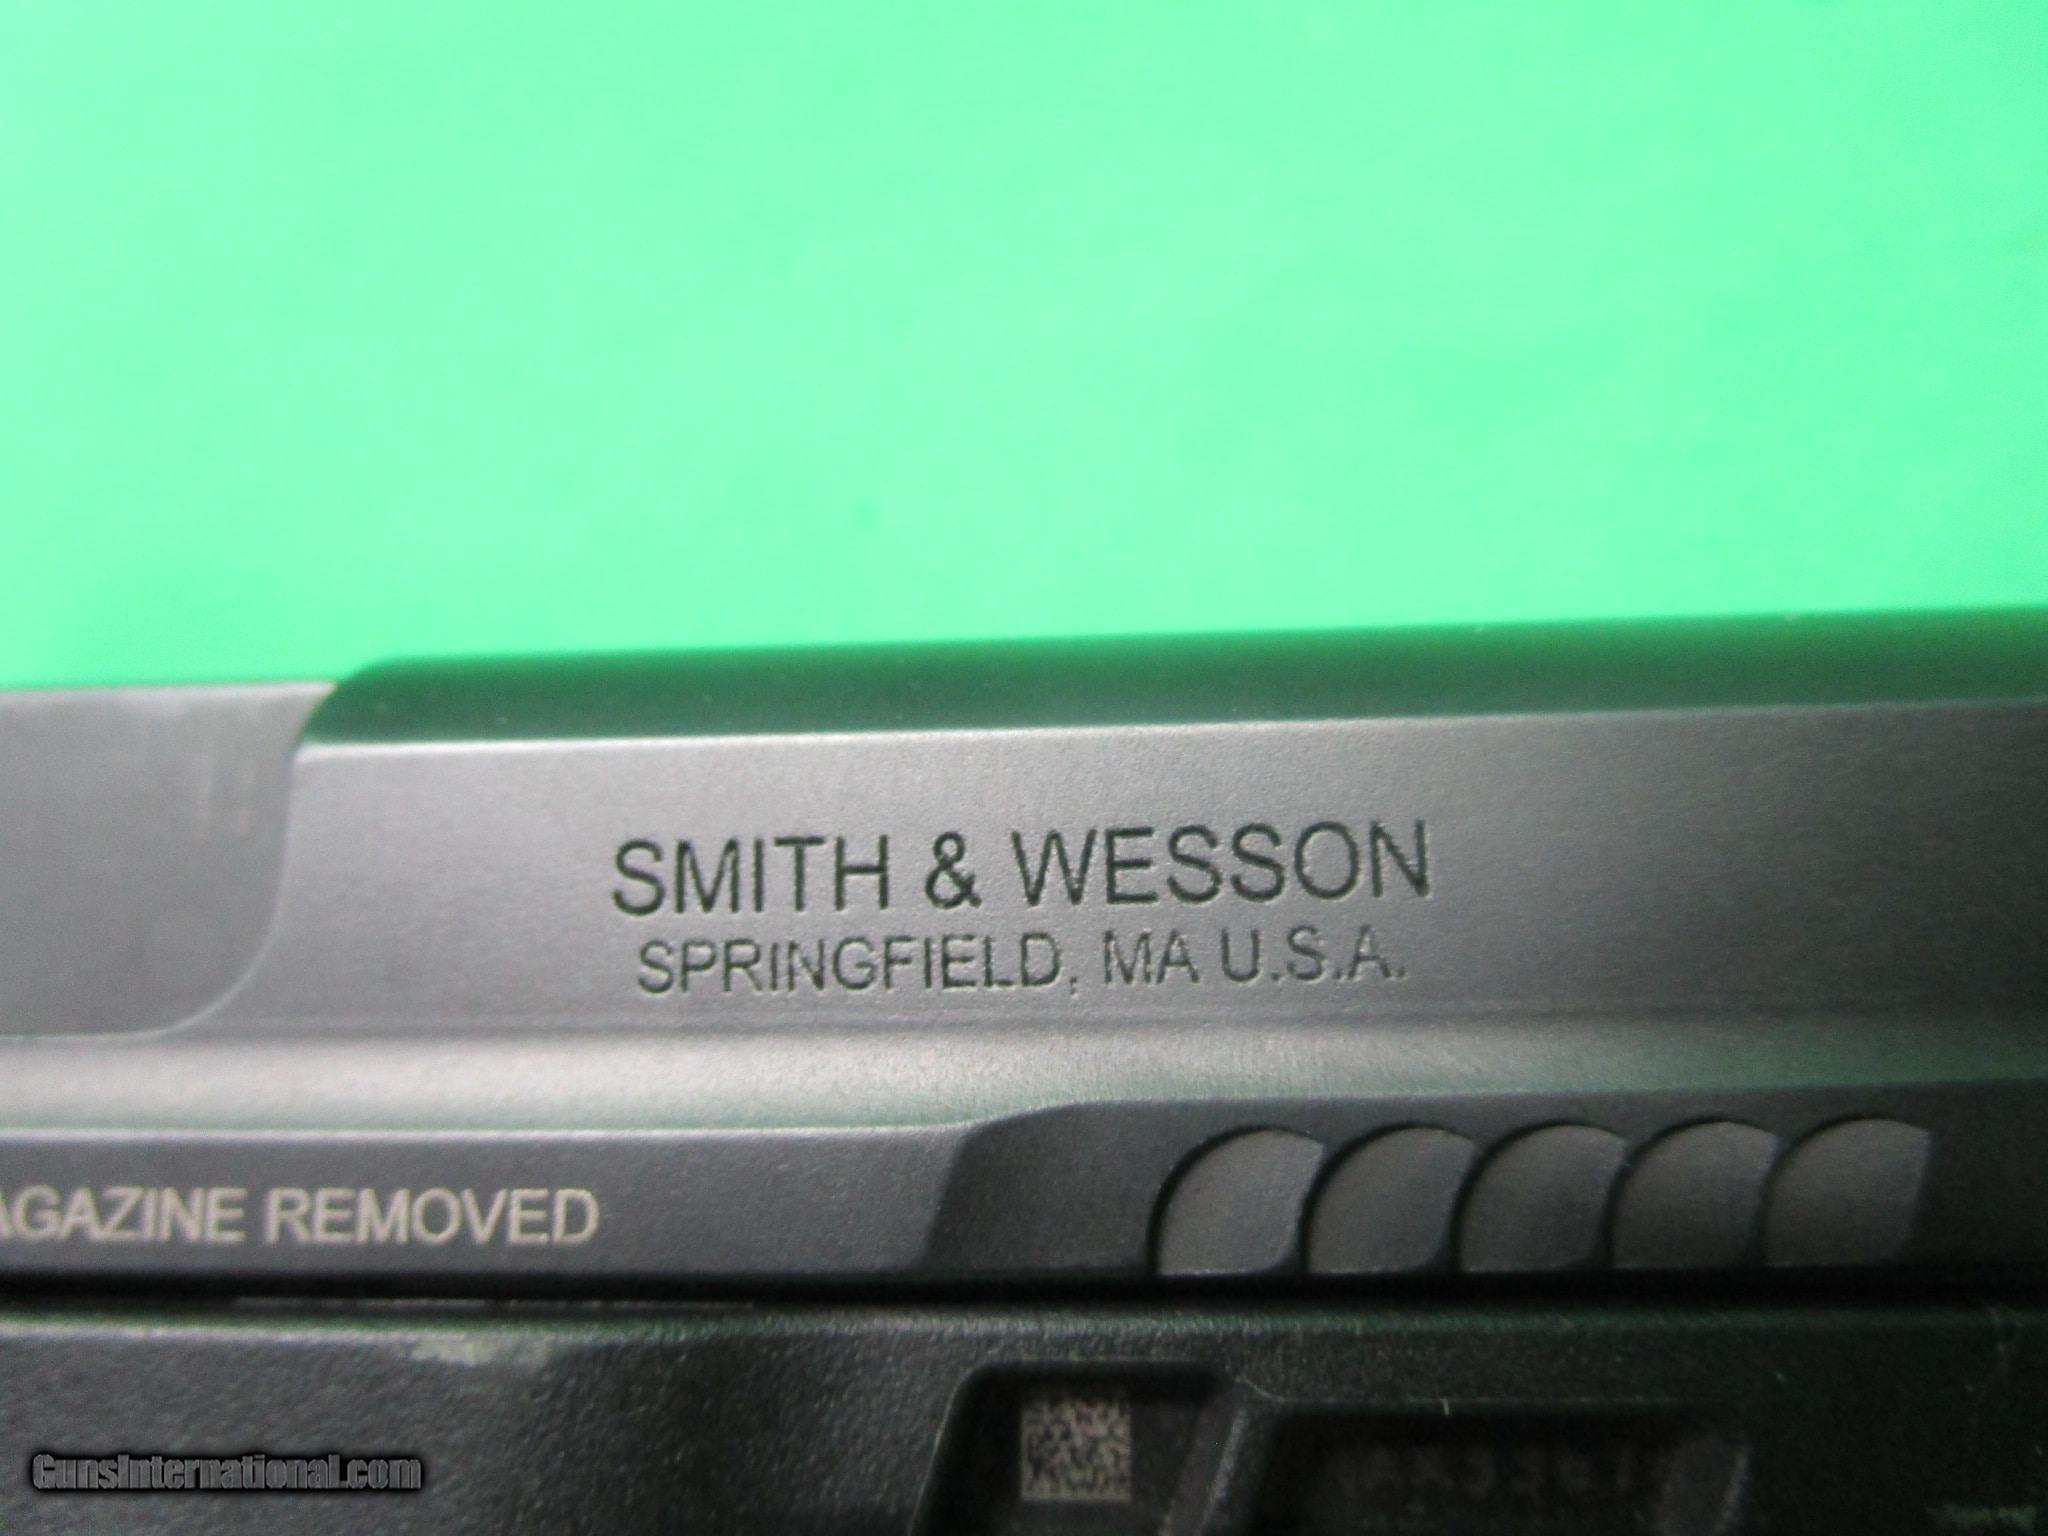 SMITH & WESSON
SPRINGFIELD, MA U.S.A.
AGAZINE REMOVED
GunsInternational.com